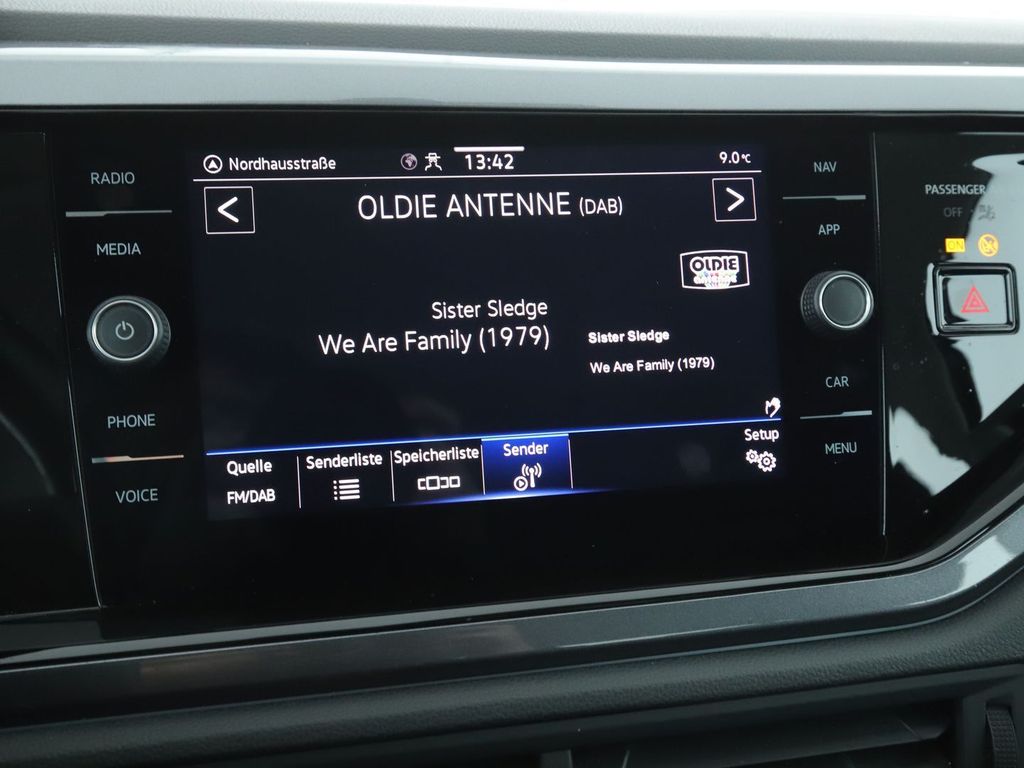 RADIO
MEDIA
PHONE
VOICE
Nordhausstraße
13:42
9.0°C
< OLDIE ANTENNE (DAB) >
OLDIE
Sister Sledge
We Are Family (1979)
Sister Sledge
We Are Family (1979)
Quelle
FM/DAB
Senderliste
Speicherliste
Sender
Setup
NAV
APP
CAR
MENU
PASSENGER
OFF
ON